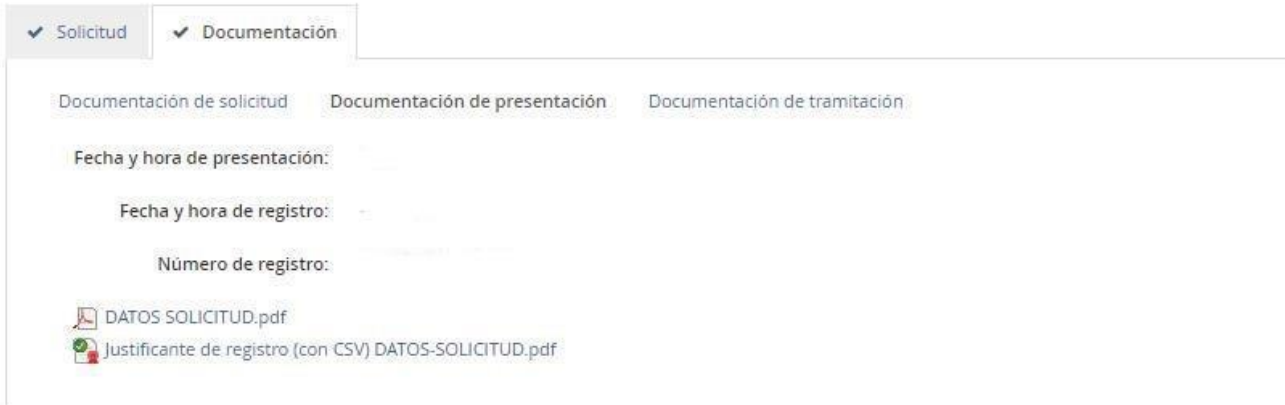 Solicitud Documentación
Documentación de solicitud Documentación de presentación Documentación de tramitación
Fecha y hora de presentación:
Fecha y hora de registro:
Número de registro:
DATOS SOLICITUD.pdf
Justificante de registro (con CSV) DATOS-SOLICITUD.pdf